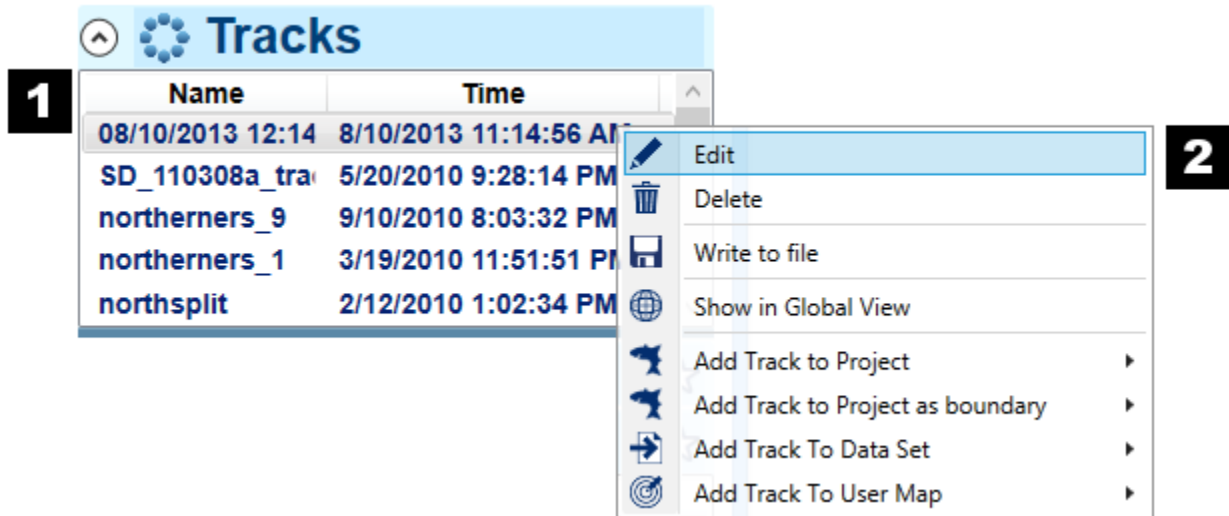 Tracks
1
Name Time
08/10/2013 12:14 8/10/2013 11:14:56 AM
SD_110308a_tra 5/20/2010 9:28:14 PM
northerners_9 9/10/2010 8:03:32 PM
northerners_1 3/19/2010 11:51:51 PM
northsplit 2/12/2010 1:02:34 PM
2
Edit
Delete
Write to file
Show in Global View
Add Track to Project
Add Track to Project as boundary
Add Track To Data Set
Add Track To User Map